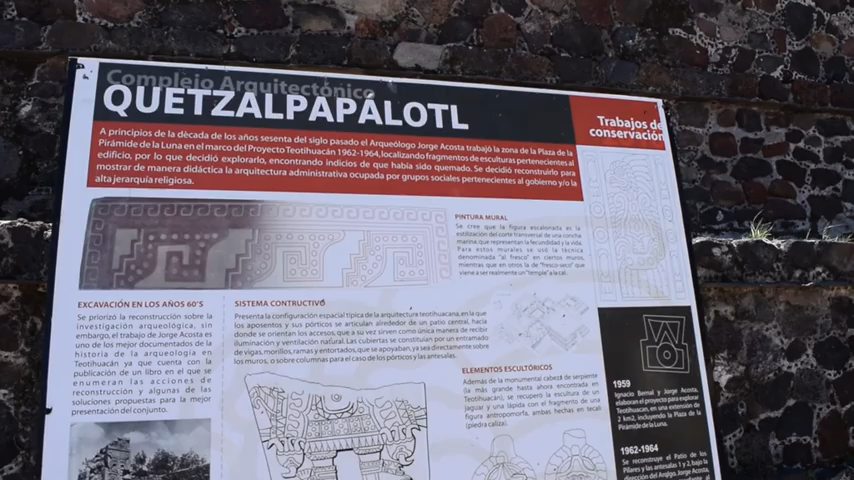 Complejo Arquitectónico
QUETZALPAPÁLOTL
A principios de la década de los años sesenta del siglo pasado el Arqueólogo Jorge Acosta trabajó la zona de la Plaza de la
Pirámide de la Luna en el marco del Proyecto Teotihuacán 1962-1964, localizando fragmentos de esculturas pertenecientes al
edificio, por lo que decidió explorarlo, encontrando indicios de que había sido quemado. Se decidió reconstruirlo para
mostrar de manera didáctica la arquitectura administrativa ocupada por grupos sociales pertenecientes al gobierno y/o la
alta jerarquía religiosa.
Trabajos de
conservación
PINTURA MURAL
Se cree que la figura escalonada es la
estilización del corte transversal de una concha
marina, que representan la fecundidad y la vida.
Para estos murales se usó la técnica
denominada "al fresco" en ciertos muros,
mientras que en otros la de "fresco-seco" que
viene a ser realmente un "temple" a la cal.
EXCAVACIÓN EN LOS AÑOS 60'S
Se priorizó la reconstrucción sobre la
investigación arqueológica, sin
embargo, el trabajo de Jorge Acosta es
uno de los mejor documentados de la
historia de la arqueología en
Teotihuacán ya que cuenta con la
publicación de un libro en el que se
enumeran las acciones de
reconstrucción y algunas de las
soluciones propuestas para la mejor
presentación del conjunto.
SISTEMA CONTRUCTIVO
Presenta la configuración espacial típica de la arquitectura teotihuacana, en la que
los aposentos y sus pórticos se articulan alrededor de un patio central, hacia
donde se orientan los accesos, que a su vez sirven como única manera de recibir
iluminación y ventilación natural. Las cubiertas se constituían por un entramado
de vigas, morillos, ramas y entortados, que se apoyaban, ya sea directamente sobre
los muros, o sobre columnas para el caso de los pórticos y las antesalas.
ELEMENTOS ESCULTÓRICOS
Además de la monumental cabeza de serpiente
(la más grande hasta ahora encontrada en
Teotihuacán), se recuperó la escultura de un
Jaguar y una lápida con el fragmento de una
figura antropomorfa, ambas hechas en tecali
(piedra caliza).
1959
Ignacio Bernal y Jorge Acosta,
elaboran el proyecto para explorar
Teotihuacan, en una extensión de
2 km2, incluyendo la Plaza de la
Pirámide de la Luna.
1962-1964
Se reconstruye el Patio de los
Pilares y las antesalas 1 y 2, bajo la
dirección del Arqlgo. Jorge Acosta.